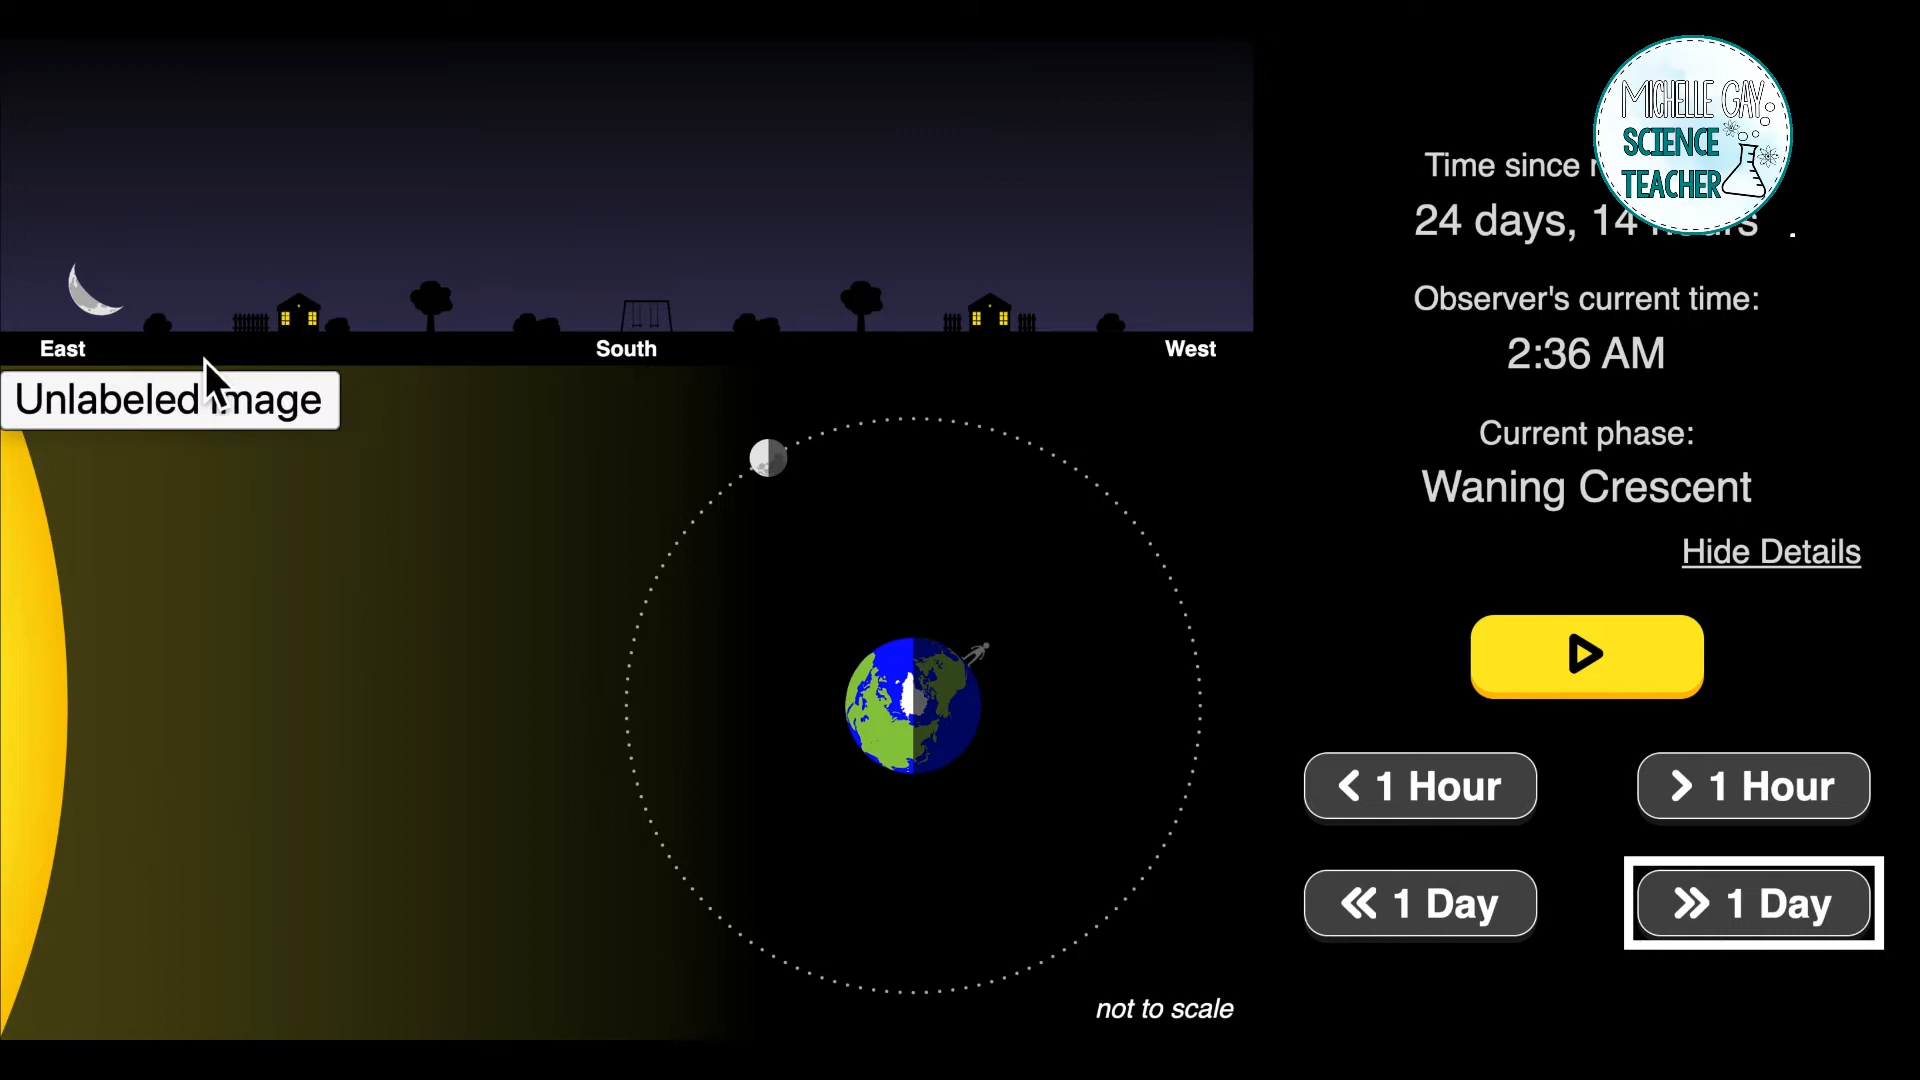 MICHELLE GAY
SCIENCE
TEACHER
Time since
24 days, 14 hours
Observer's current time:
2:36 AM
Current phase:
Waning Crescent
Hide Details
East
South
West
Unlabeled image
< 1 Hour
> 1 Hour
<< 1 Day
>> 1 Day
not to scale